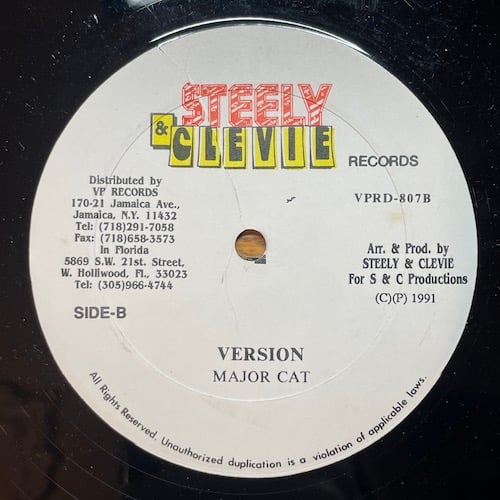 STEELY
& CLEVIE
RECORDS
Distributed by
VP RECORDS
170-21 Jamaica Ave.,
Jamaica, N.Y. 11432
Tel: (718)291-7058
Fax: (718)658-3573
In Florida
5869 S.W. 21st. Street,
W. Holliwood, FL., 33023
Tel: (305)966-4744
SIDE-B
VPRD-807B
Arr. & Prod. by
STEELY & CLEVIE
For S & C Productions
(C)(P) 1991
VERSION
MAJOR CAT
All Rights Reserved. Unauthorized duplication is a violation of applicable laws.